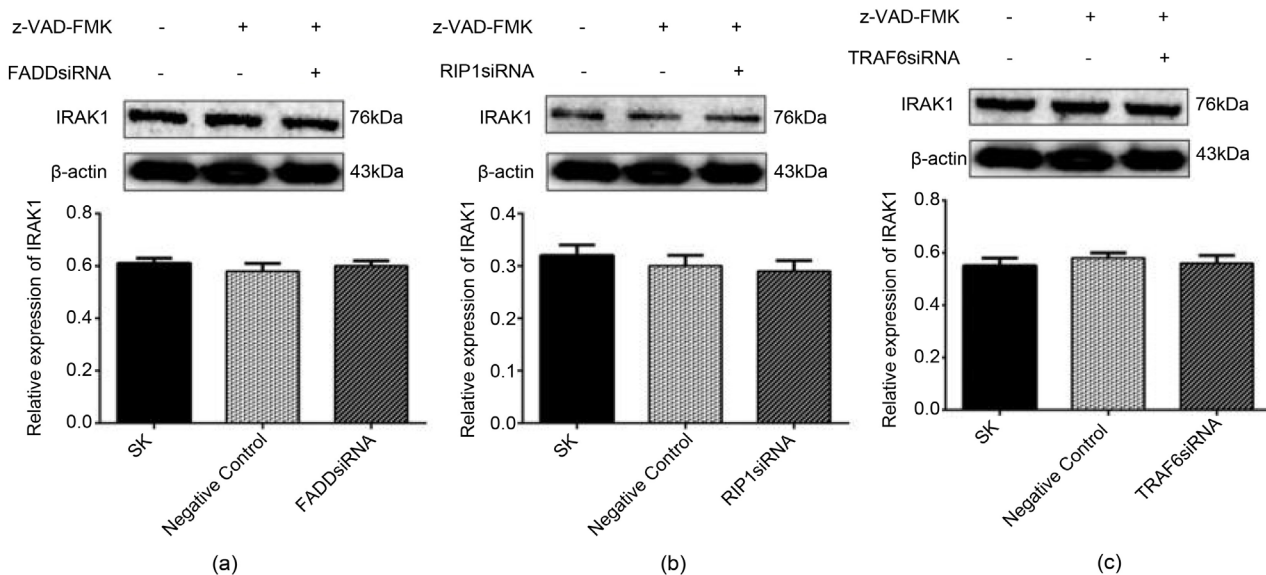 z-VAD-FMK - + +
FADDsiRNA - - +
IRAK1 76kDa
β-actin 43kDa
Relative expression of IRAK1
0.8
0.6
0.4
0.2
0.0
SK
Negative Control
FADDsiRNA
(a)
z-VAD-FMK - + +
RIP1siRNA - - +
IRAK1 76kDa
β-actin 43kDa
Relative expression of IRAK1
0.4
0.3
0.2
0.1
0.0
SK
Negative Control
RIP1siRNA
(b)
z-VAD-FMK - + +
TRAF6siRNA - - +
IRAK1 76kDa
β-actin 43kDa
Relative expression of IRAK1
0.8
0.6
0.4
0.2
0.0
SK
Negative Control
TRAF6siRNA
(c)